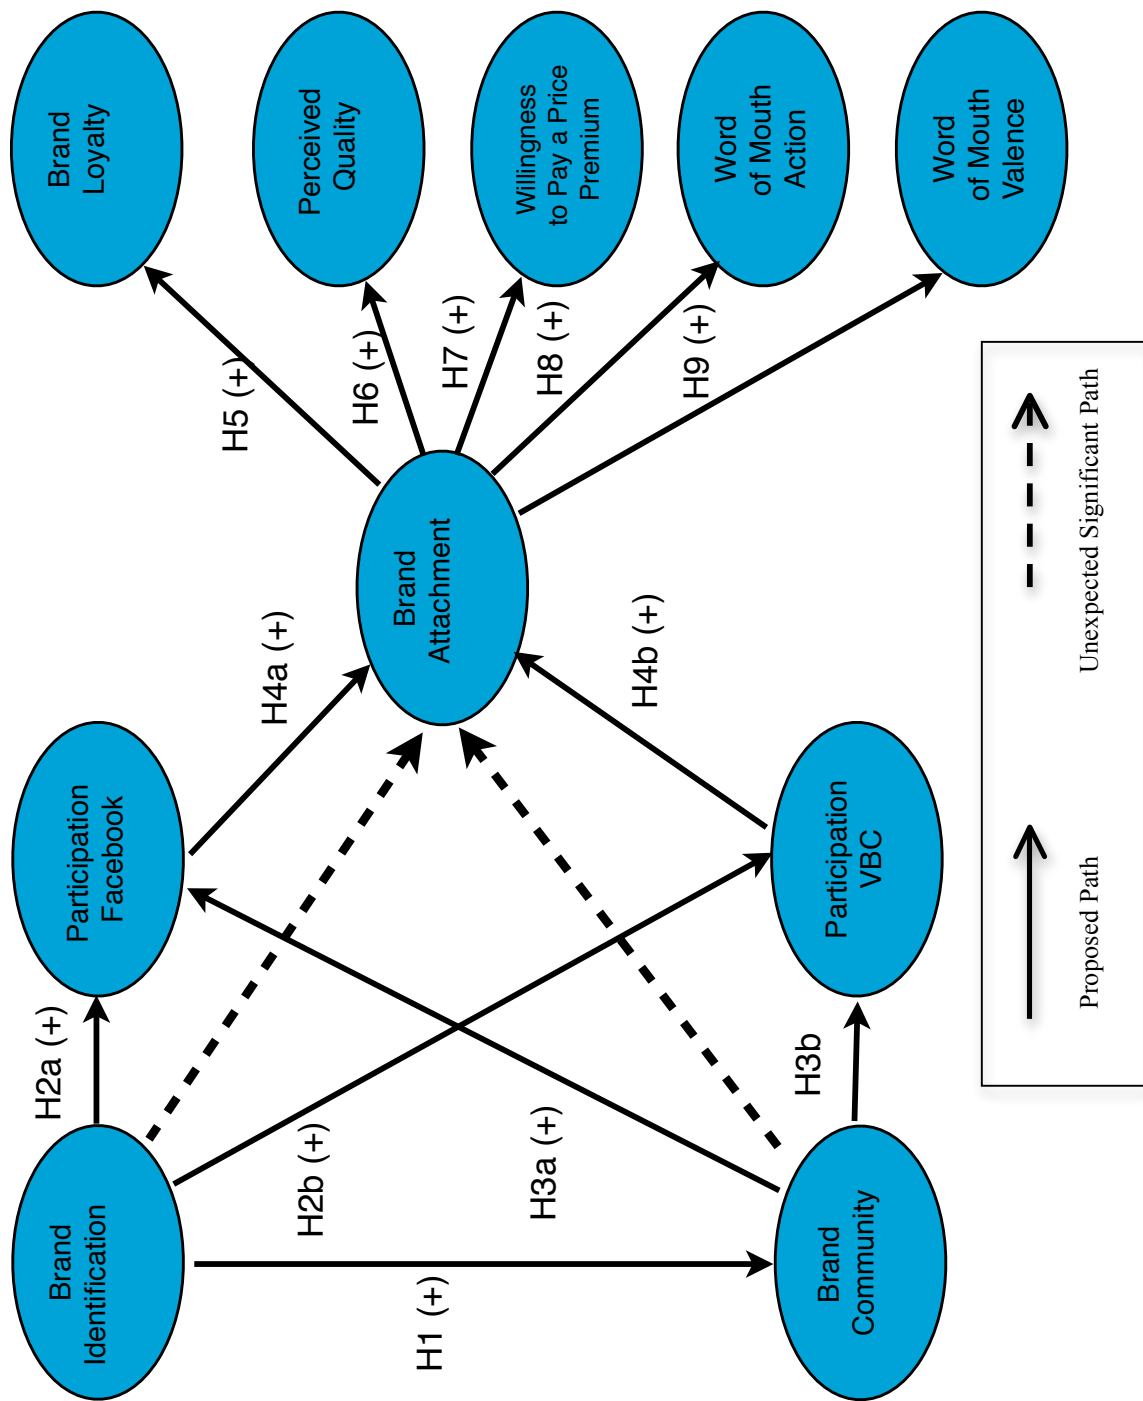 Brand
Identification
H2a (+)
Participation
Facebook
H4a (+)
H5 (+)
Brand
Loyalty
H6 (+)
Perceived
Quality
H1 (+)
H2b (+)
H3a (+)
Brand
Attachment
H7 (+)
Willingness
to Pay a Price
Premium
H8 (+)
Word
of Mouth
Action
H4b (+)
H9 (+)
Word
of Mouth
Valence
Brand
Community
H3b
Participation
VBC
Proposed Path
Unexpected Significant Path